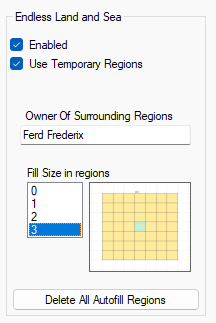 Endless Land and Sea
Enabled
Use Temporary Regions
Owner Of Surrounding Regions
Ferd Frederix
Fill Size in regions
0
1
2
3
Delete All Autofill Regions